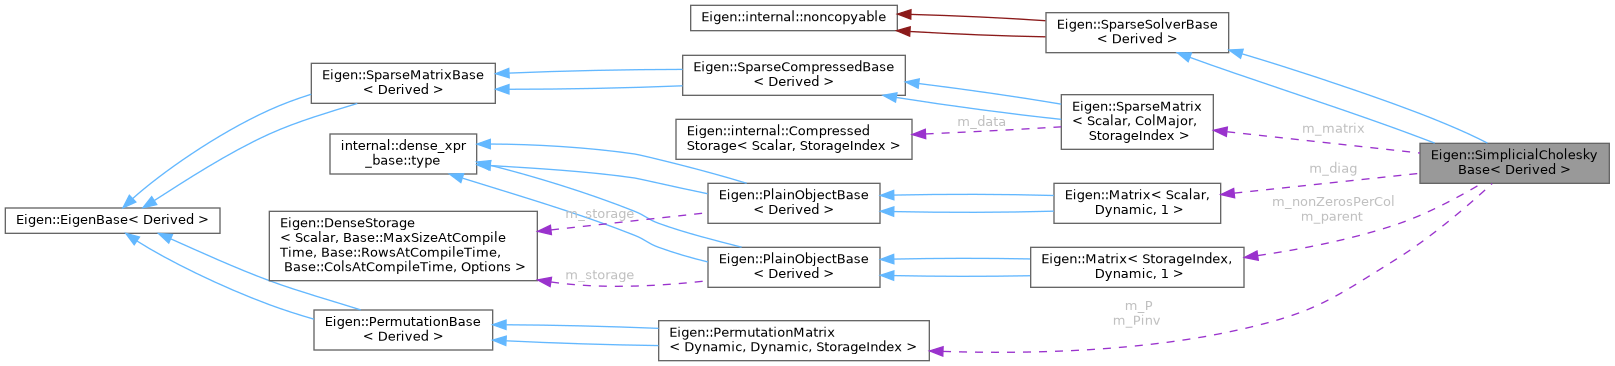 Eigen::internal::noncopyable
Eigen::SparseSolverBase
< Derived >
Eigen::SparseMatrixBase
< Derived >
Eigen::SparseCompressedBase
< Derived >
Eigen::SparseMatrix
< Scalar, ColMajor,
StorageIndex >
m_data
m_matrix
Eigen::internal::Compressed
Storage< Scalar, StorageIndex >
internal::dense_xpr
_base::type
Eigen::SimplicialCholesky
Base< Derived >
m_diag
Eigen::PlainObjectBase
< Derived >
Eigen::Matrix< Scalar,
Dynamic, 1 >
m_nonZerosPerCol
m_parent
Eigen::EigenBase< Derived >
m_storage
Eigen::DenseStorage
< Scalar, Base::MaxSizeAtCompile
Time, Base::RowsAtCompileTime,
Base::ColsAtCompileTime, Options >
Eigen::PlainObjectBase
< Derived >
Eigen::Matrix< StorageIndex,
Dynamic, 1 >
m_storage
m_P
m_Pinv
Eigen::PermutationBase
< Derived >
Eigen::PermutationMatrix
< Dynamic, Dynamic, StorageIndex >